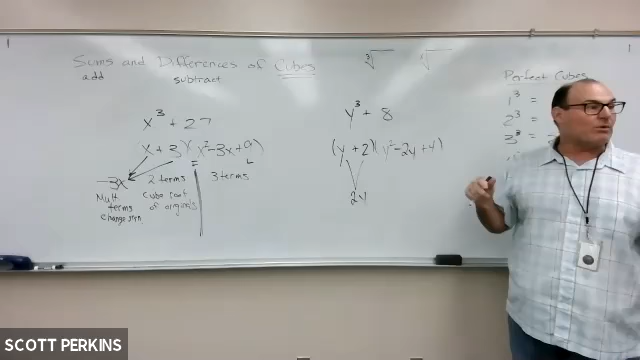 Sums and Differences of Cubes
add subtract
∛ ∛
x³ + 27
(x + 3)(x² - 3x + 9)
-3x
2 terms
3 terms
Mult
terms
change sign
Cube root
of originals
y³ + 8
(y + 2)(y² - 2y + 4)
2y
Perfect Cubes
1³ =
2³ =
3³ =
SCOTT PERKINS